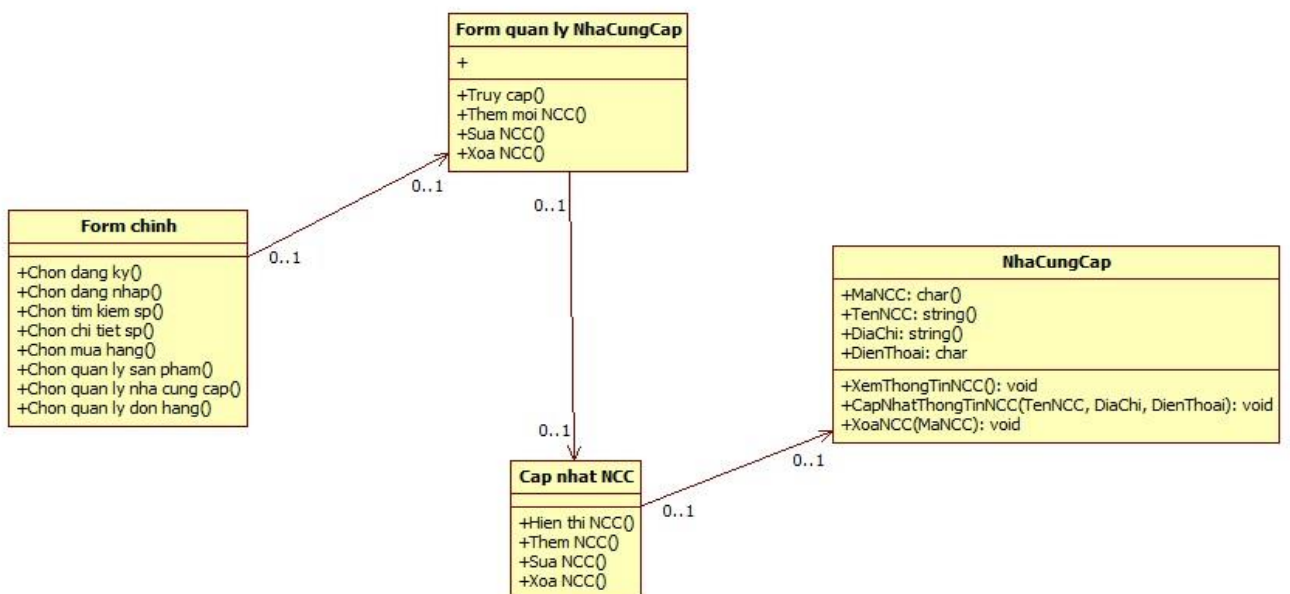 Form quan ly NhaCungCap
+
+Truy cap()
+Them moi NCC()
+Sua NCC()
+Xoa NCC()
0..1
0..1
Form chinh
+Chon dang ky()
+Chon dang nhap()
+Chon tim kiem sp()
+Chon chi tiet sp()
+Chon mua hang()
+Chon quan ly san pham()
+Chon quan ly nha cung cap()
+Chon quan ly don hang()
0..1
NhaCungCap
+MaNCC: char()
+TenNCC: string()
+DiaChi: string()
+DienThoai: char
+XemThongTinNCC(): void
+CapNhatThongTinNCC(TenNCC, DiaChi, DienThoai): void
+XoaNCC(MaNCC): void
0..1
0..1
Cap nhat NCC
+Hien thi NCC()
+Them NCC()
+Sua NCC()
+Xoa NCC()
0..1